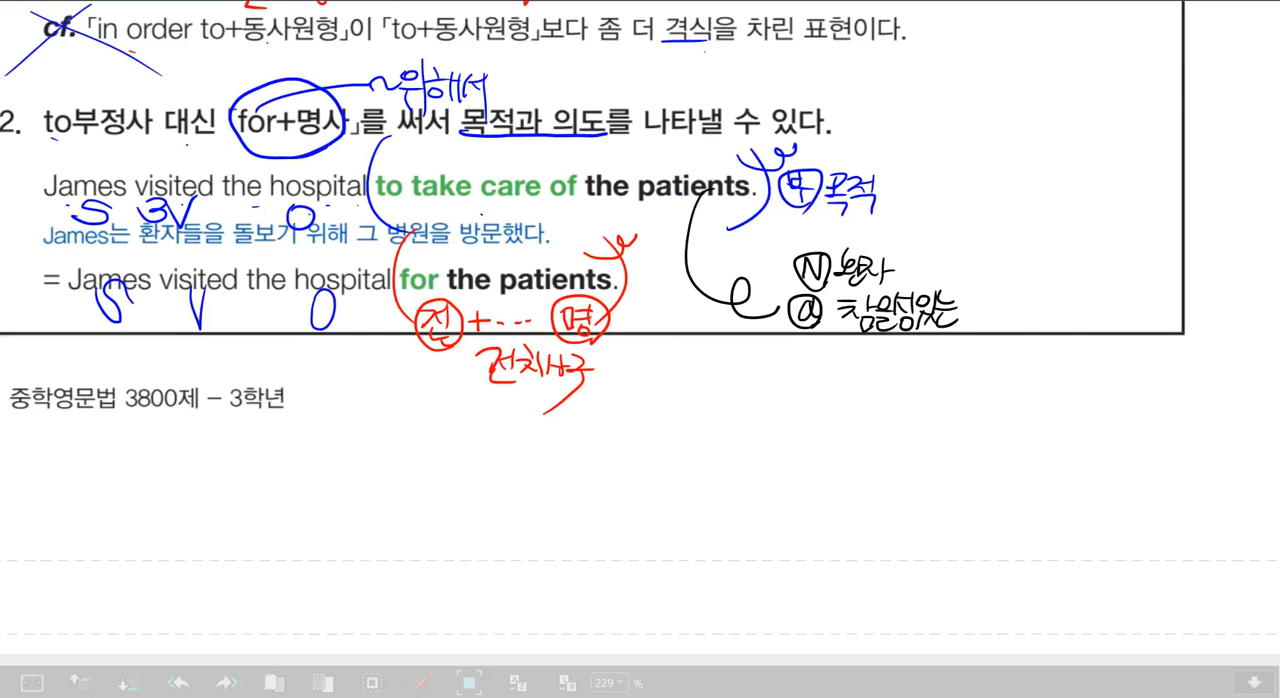 cf. 「in order to+동사원형」이 「to+동사원형」보다 좀 더 격식을 차린 표현이다.
~위해서
2. to부정사 대신 「for+명사」를 써서 목적과 의도를 나타낼 수 있다.
James visited the hospital to take care of the patients. 부 목적
S 3V O
James는 환자들을 돌보기 위해 그 병원을 방문했다.
N 환자
= James visited the hospital for the patients.
S V O 전 + ... 명 a 참을성있는
전치사구
중학영문법 3800제 – 3학년
229 %